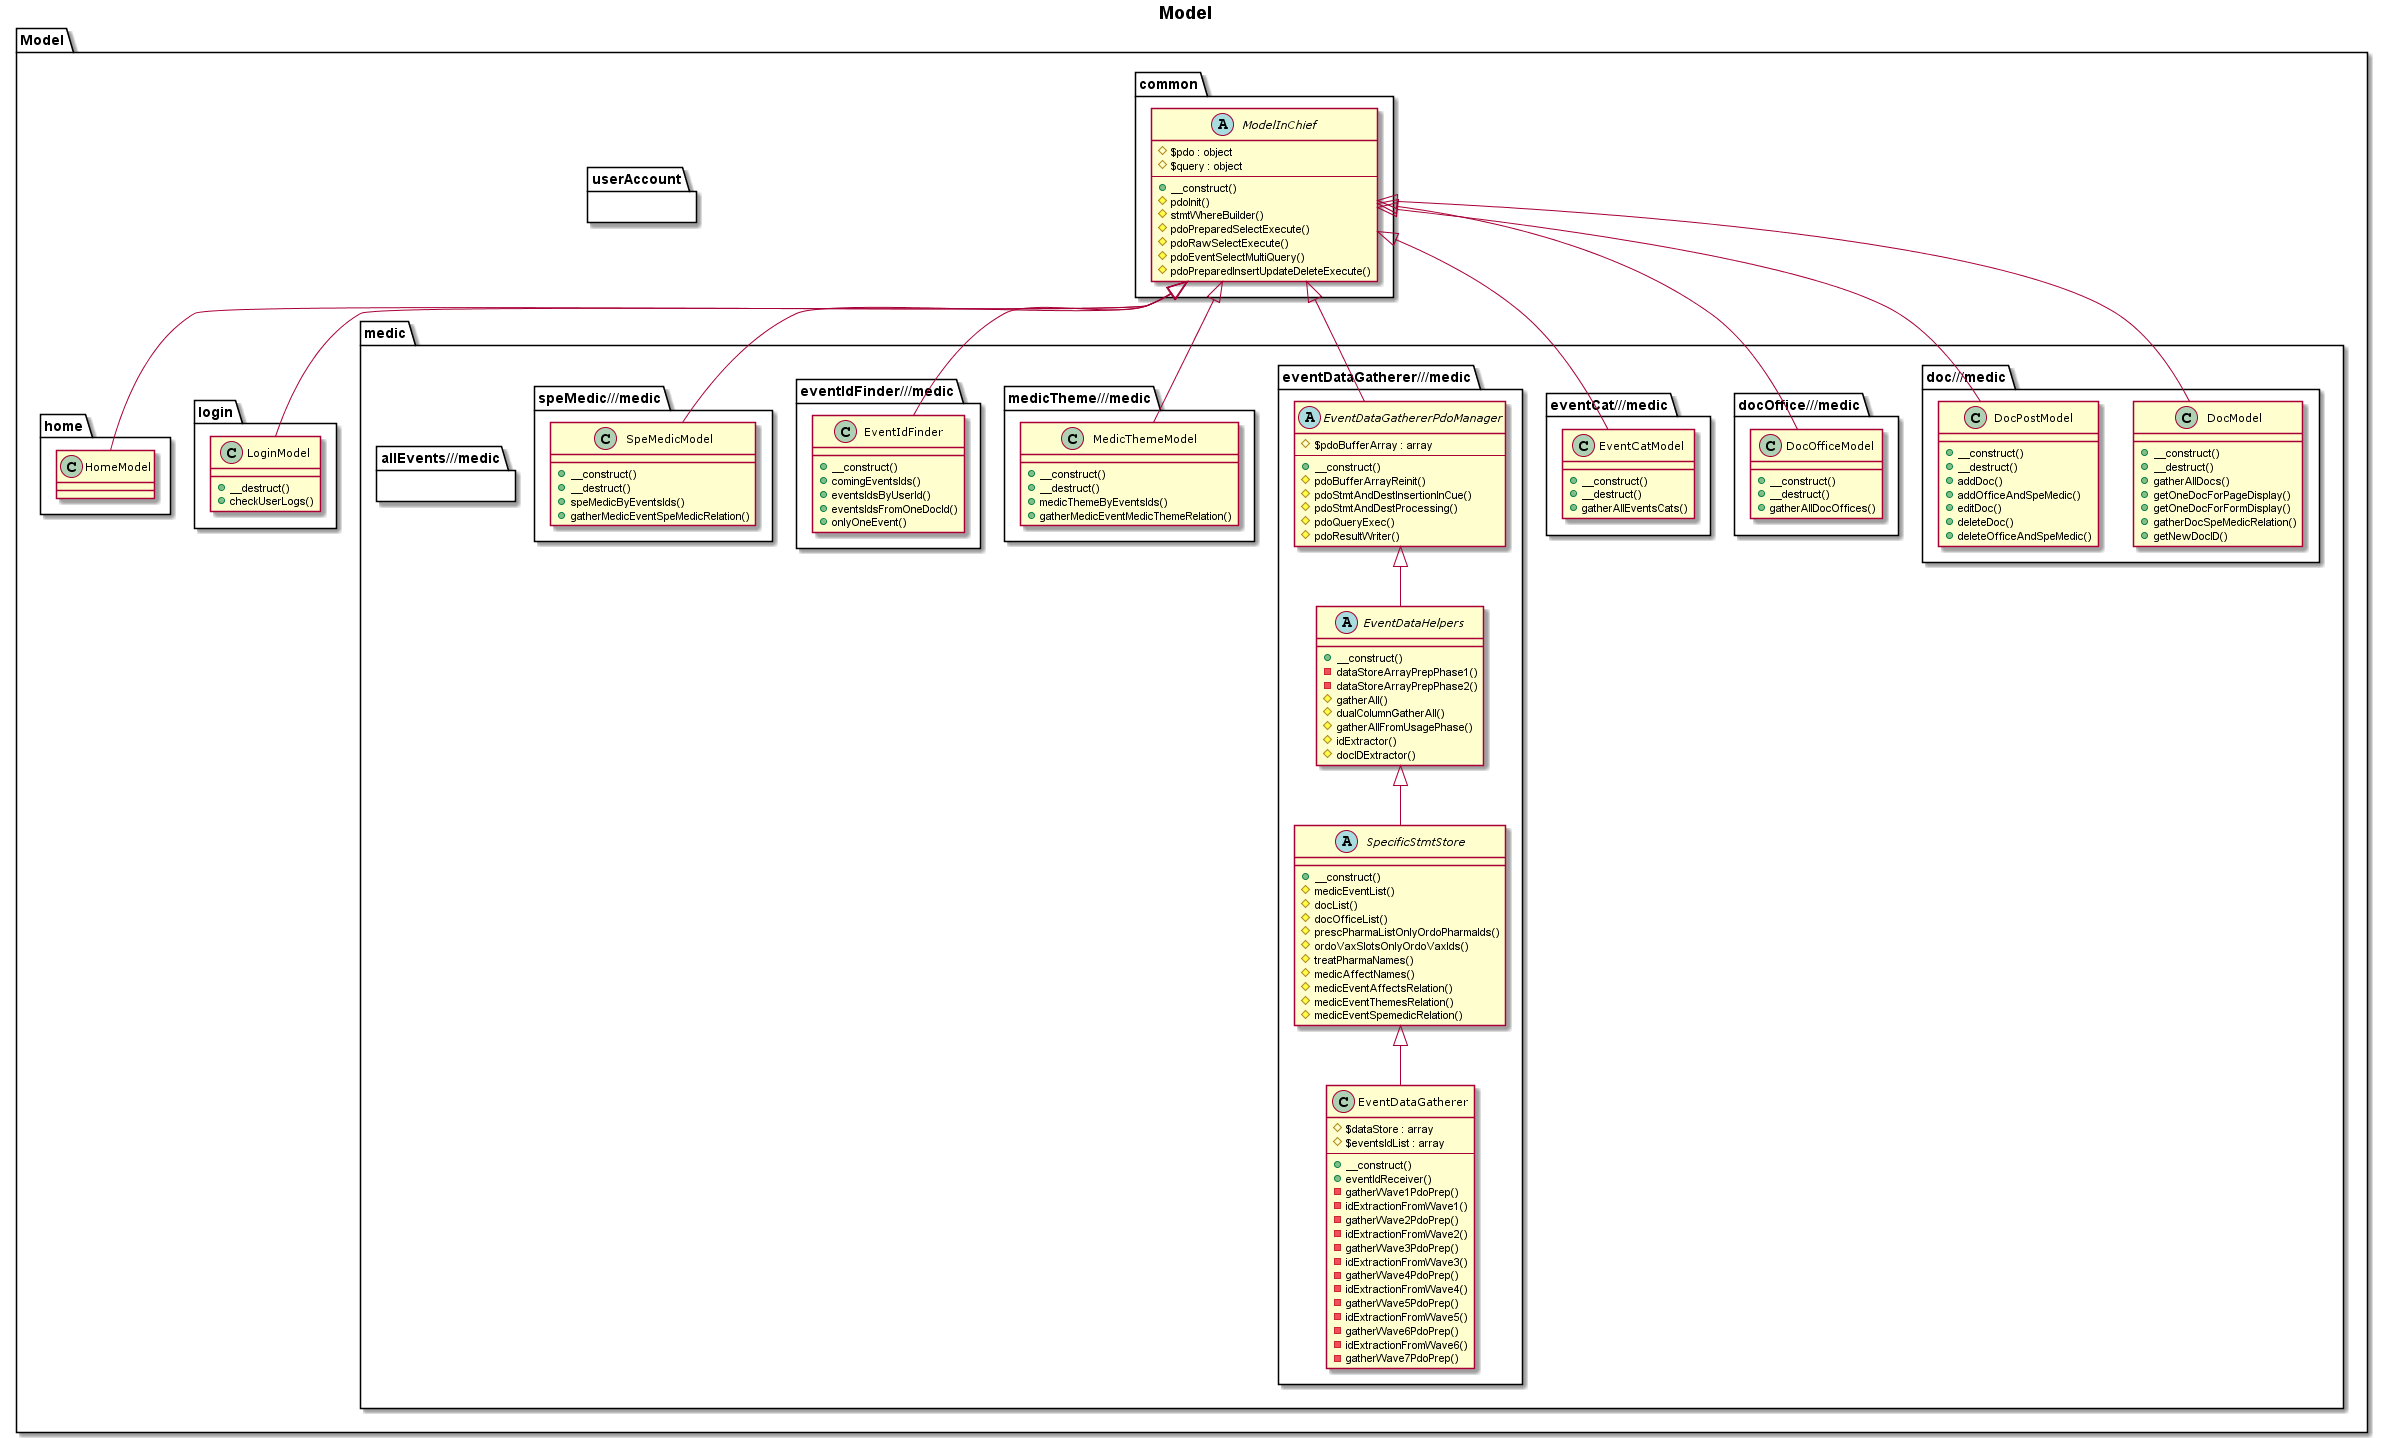 Model
Model
common
ModelInChief
$pdo : object
$query : object
__construct()
pdoInit()
stmtWhereBuilder()
pdoPreparedSelectExecute()
pdoRawSelectExecute()
pdoEventSelectMultiQuery()
pdoPreparedInsertUpdateDeleteExecute()
userAccount
medic
home
HomeModel
login
LoginModel
__destruct()
checkUserLogs()
allEvents///medic
speMedic///medic
SpeMedicModel
__construct()
__destruct()
speMedicByEventsIds()
gatherMedicEventSpeMedicRelation()
eventIdFinder///medic
EventIdFinder
__construct()
comingEventsIds()
eventsIdsByUserId()
eventsIdsFromOneDocId()
onlyOneEvent()
medicTheme///medic
MedicThemeModel
__construct()
__destruct()
medicThemeByEventsIds()
gatherMedicEventMedicThemeRelation()
eventDataGatherer///medic
EventDataGathererPdoManager
$pdoBufferArray : array
__construct()
pdoBufferArrayReinit()
pdoStmtAndDestInsertionInCue()
pdoStmtAndDestProcessing()
pdoQueryExec()
pdoResultWriter()
EventDataHelpers
__construct()
dataStoreArrayPrepPhase1()
dataStoreArrayPrepPhase2()
gatherAll()
dualColumnGatherAll()
gatherAllFromUsagePhase()
idExtractor()
docIDExtractor()
SpecificStmtStore
__construct()
medicEventList()
docList()
docOfficeList()
prescPharmaListOnlyOrdoPharmaIds()
ordoVaxSlotsOnlyOrdoVaxIds()
treatPharmaNames()
medicAffectNames()
medicEventAffectsRelation()
medicEventThemesRelation()
medicEventSpemedicRelation()
EventDataGatherer
$dataStore : array
$eventsIdList : array
__construct()
eventIdReceiver()
gatherWave1PdoPrep()
idExtractionFromWave1()
gatherWave2PdoPrep()
idExtractionFromWave2()
gatherWave3PdoPrep()
idExtractionFromWave3()
gatherWave4PdoPrep()
idExtractionFromWave4()
gatherWave5PdoPrep()
idExtractionFromWave5()
gatherWave6PdoPrep()
idExtractionFromWave6()
gatherWave7PdoPrep()
eventCat///medic
EventCatModel
__construct()
__destruct()
gatherAllEventsCats()
docOffice///medic
DocOfficeModel
__construct()
__destruct()
gatherAllDocOffices()
doc///medic
DocPostModel
__construct()
__destruct()
addDoc()
addOfficeAndSpeMedic()
editDoc()
deleteDoc()
deleteOfficeAndSpeMedic()
DocModel
__construct()
__destruct()
gatherAllDocs()
getOneDocForPageDisplay()
getOneDocForFormDisplay()
gatherDocSpeMedicRelation()
getNewDocID()